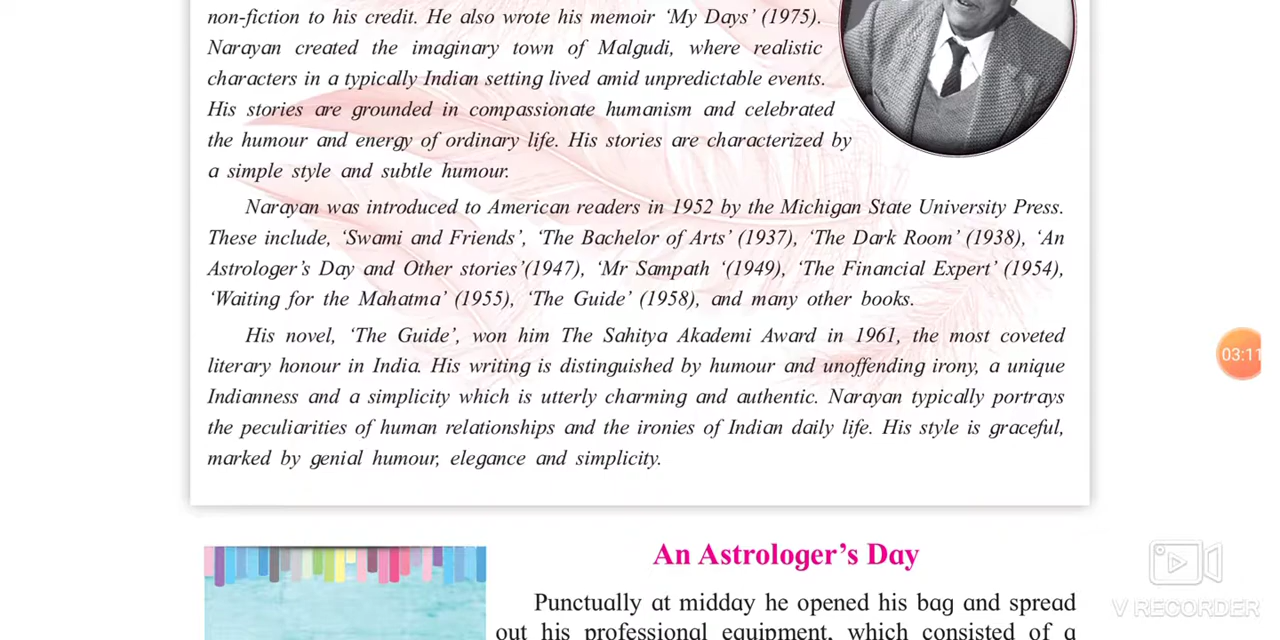 non-fiction to his credit. He also wrote his memoir ‘My Days’ (1975).
Narayan created the imaginary town of Malgudi, where realistic
characters in a typically Indian setting lived amid unpredictable events.
His stories are grounded in compassionate humanism and celebrated
the humour and energy of ordinary life. His stories are characterized by
a simple style and subtle humour.
Narayan was introduced to American readers in 1952 by the Michigan State University Press.
These include, ‘Swami and Friends’, ‘The Bachelor of Arts’ (1937), ‘The Dark Room’ (1938), ‘An
Astrologer’s Day and Other stories’(1947), ‘Mr Sampath ‘(1949), ‘The Financial Expert’ (1954),
‘Waiting for the Mahatma’ (1955), ‘The Guide’ (1958), and many other books.
His novel, ‘The Guide’, won him The Sahitya Akademi Award in 1961, the most coveted
literary honour in India. His writing is distinguished by humour and unoffending irony, a unique
Indianness and a simplicity which is utterly charming and authentic. Narayan typically portrays
the peculiarities of human relationships and the ironies of Indian daily life. His style is graceful,
marked by genial humour, elegance and simplicity.
03:11
An Astrologer’s Day
Punctually at midday he opened his bag and spread
out his professional equipment, which consisted of a
V RECORDER